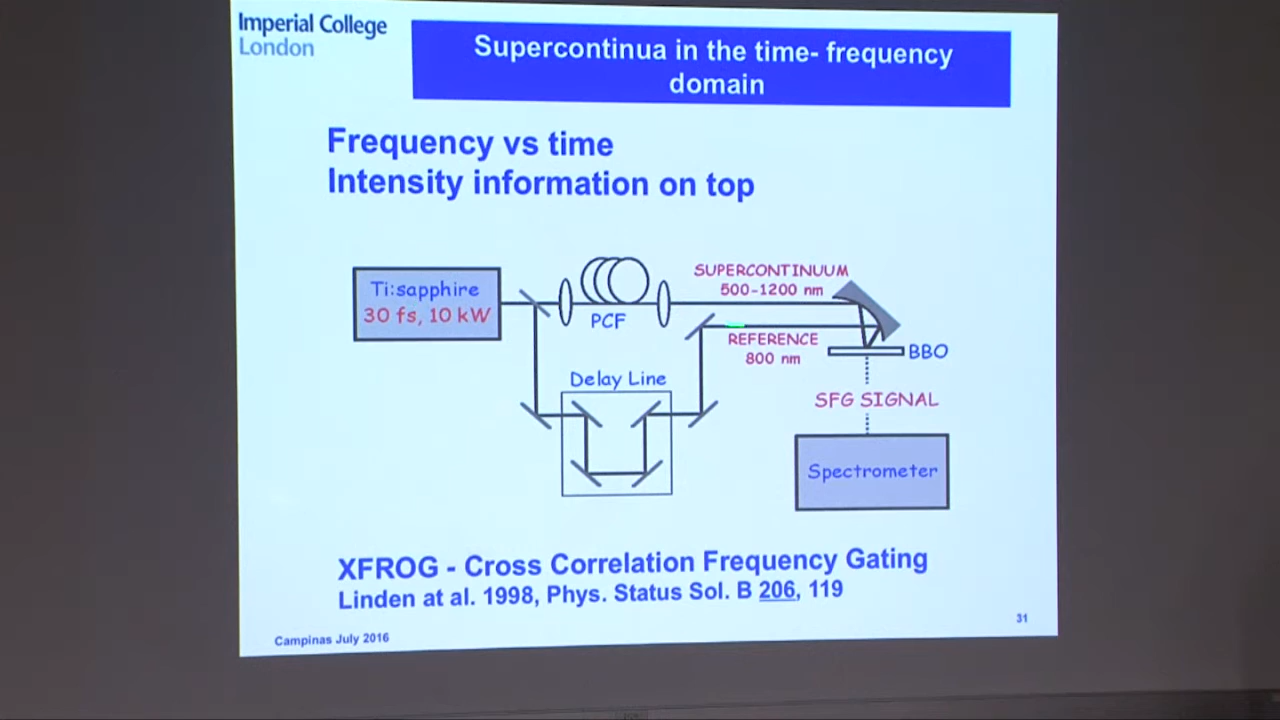 Imperial College
London
Supercontinua in the time- frequency
domain
Frequency vs time
Intensity information on top
Ti:sapphire
30 fs, 10 kW
PCF
SUPERCONTINUUM
500-1200 nm
REFERENCE
800 nm
BBO
Delay Line
SFG SIGNAL
Spectrometer
XFROG - Cross Correlation Frequency Gating
Linden at al. 1998, Phys. Status Sol. B 206, 119
Campinas July 2016
31